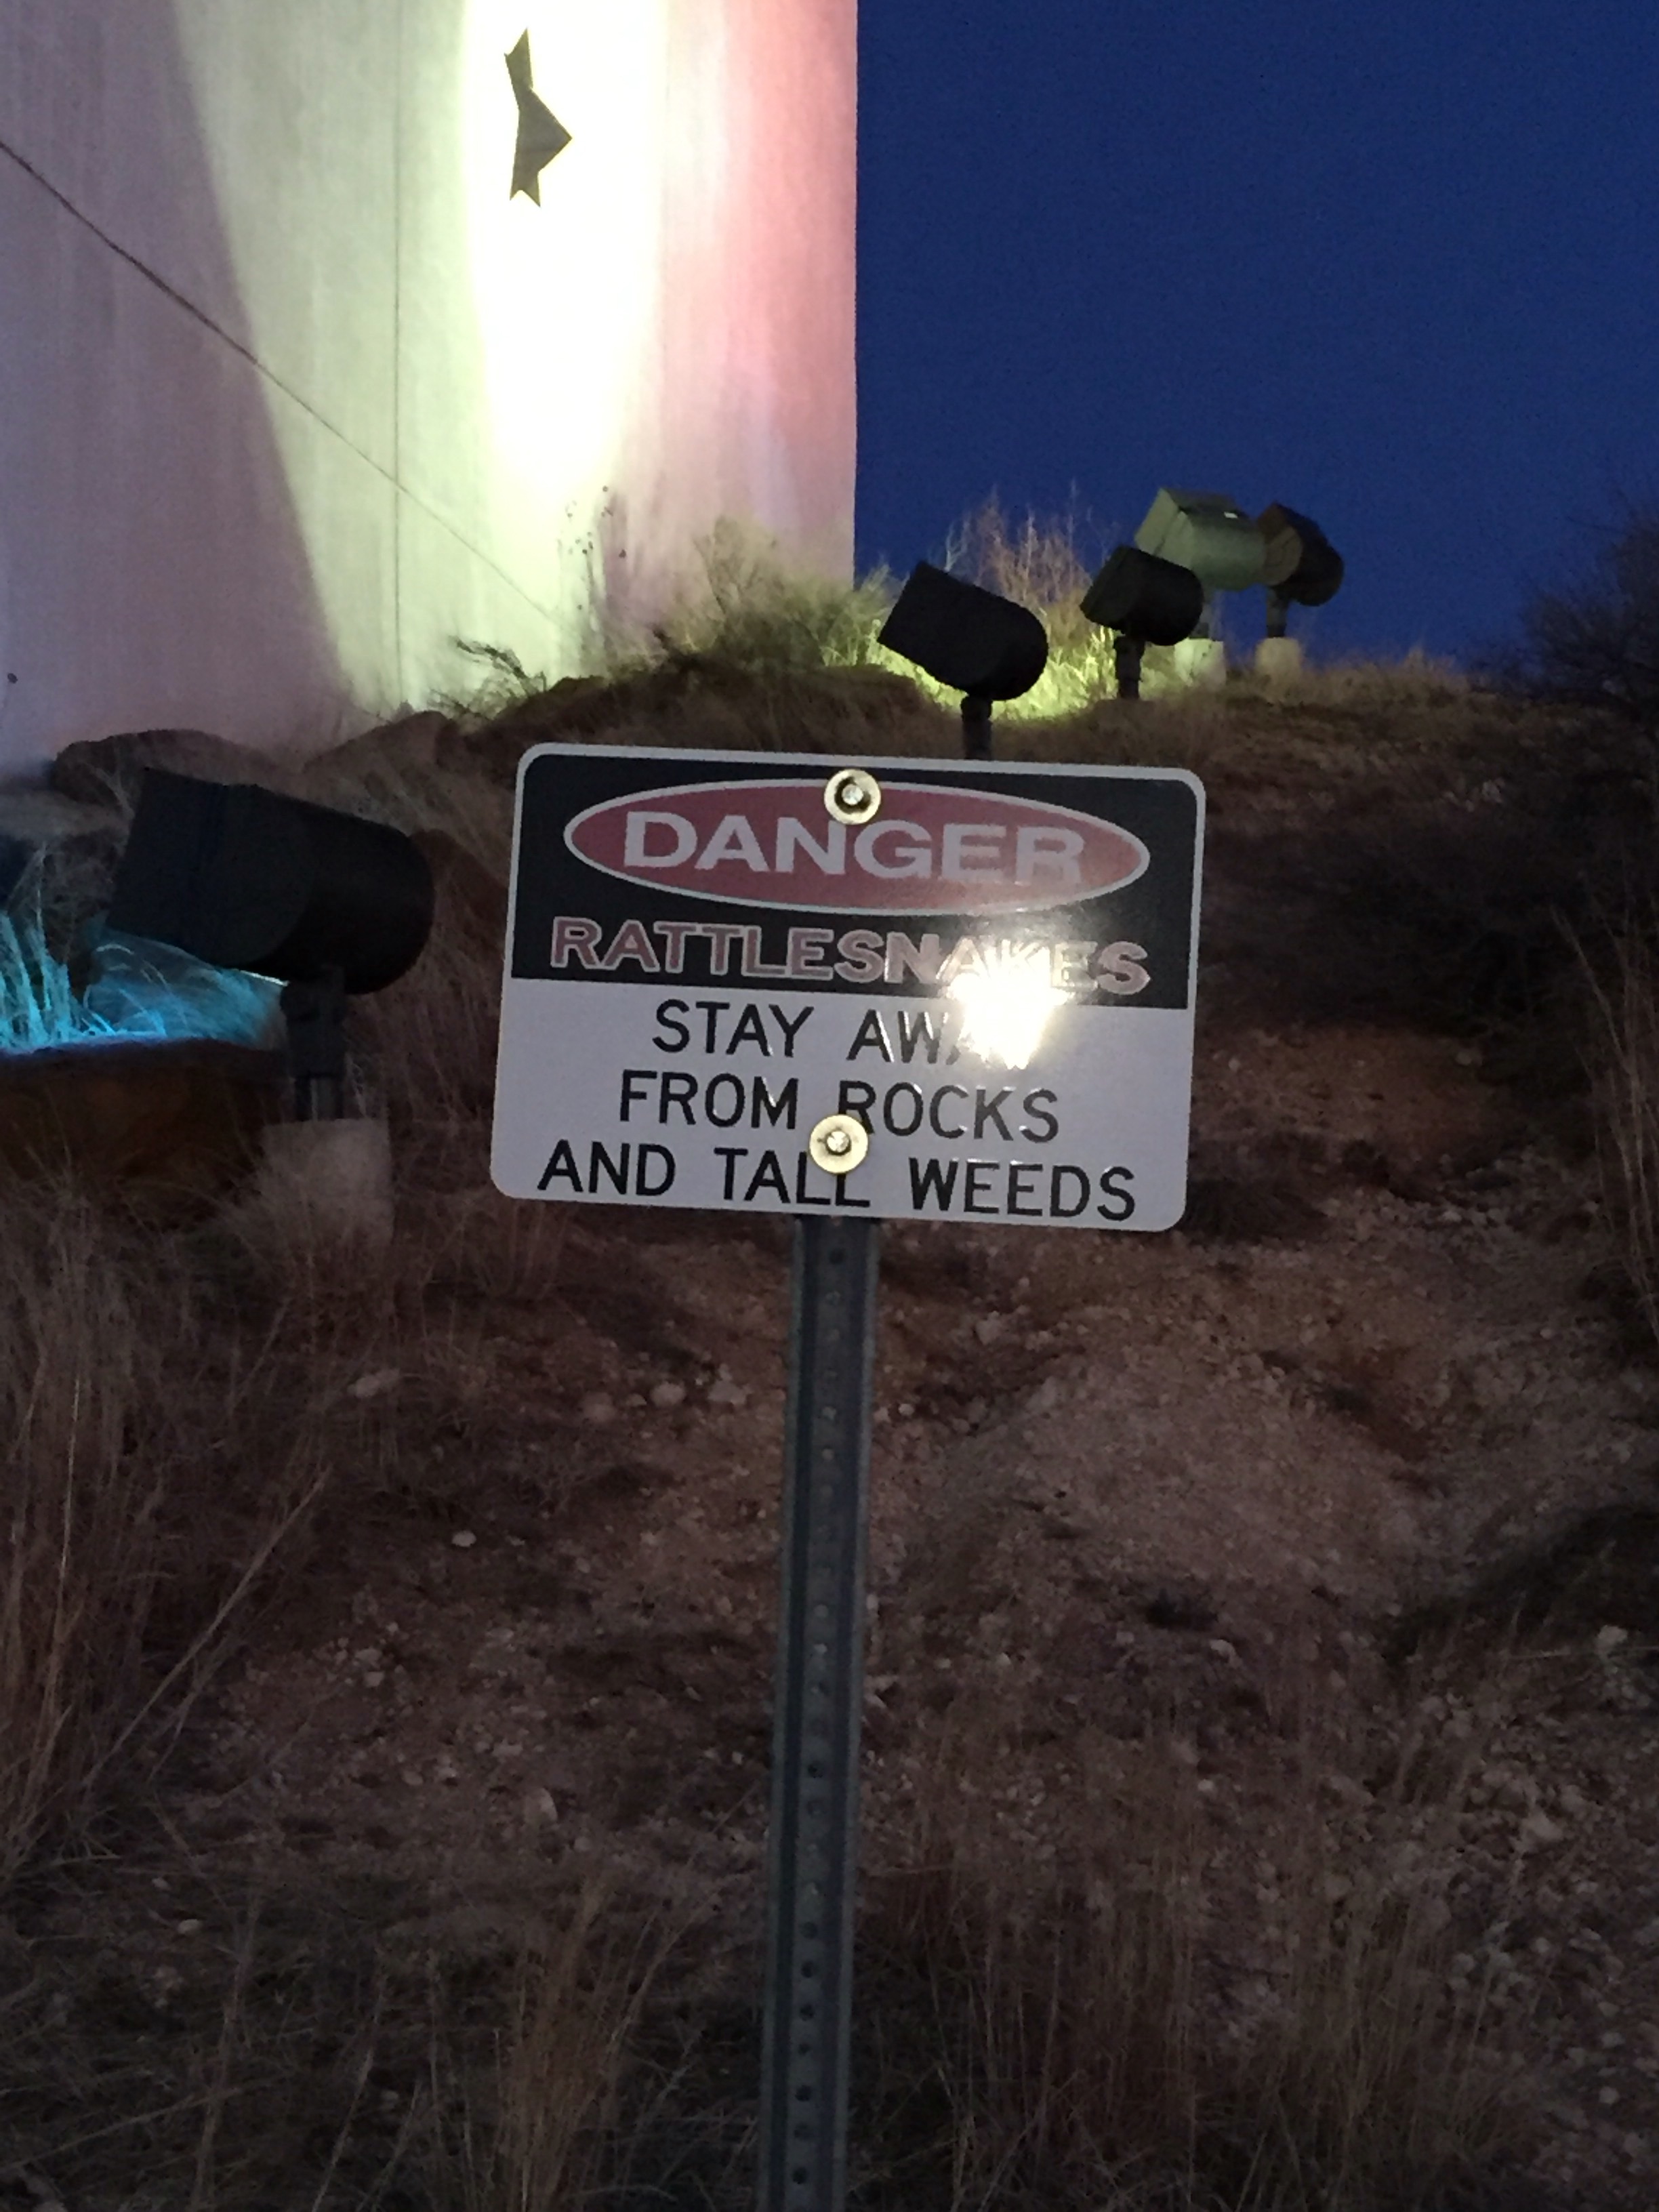 DANGER
RATTLESNAKES
STAY AWAY
FROM ROCKS
AND TALL WEEDS